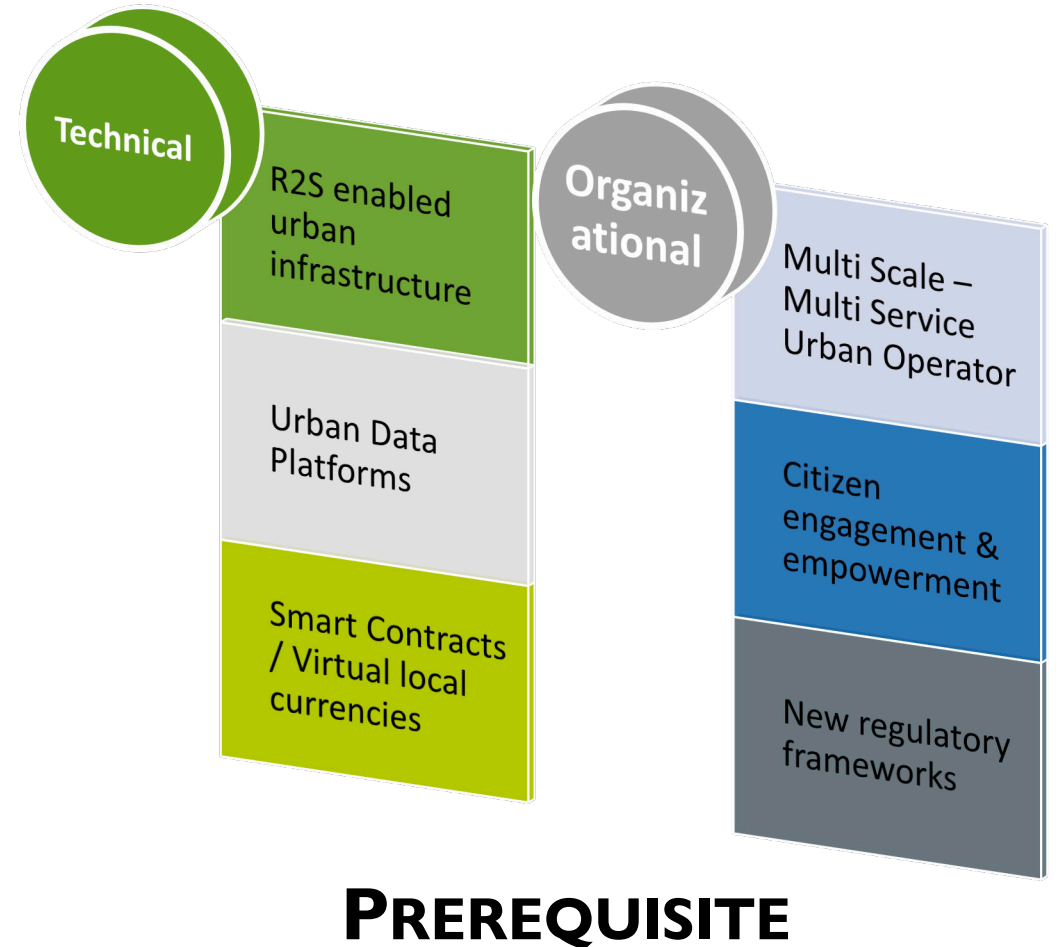 Technical
R2S enabled
urban
infrastructure
Urban Data
Platforms
Smart Contracts
/ Virtual local
currencies
Organiz
ational
Multi Scale –
Multi Service
Urban Operator
Citizen
engagement &
empowerment
New regulatory
frameworks
PREREQUISITE